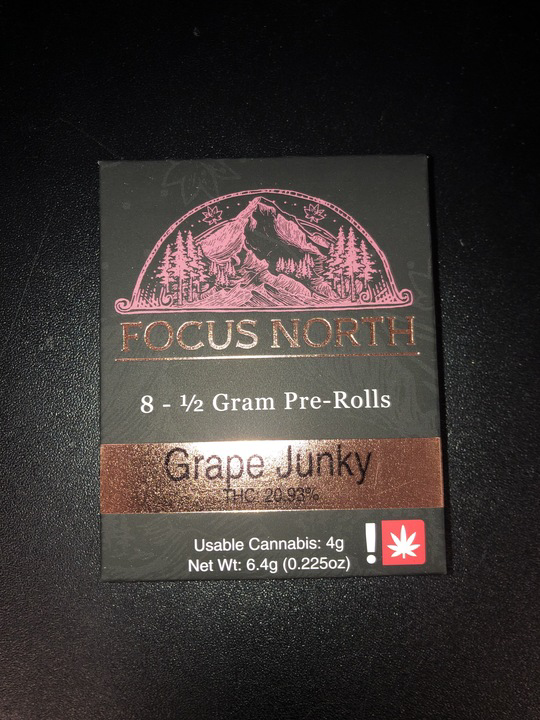 FOCUS NORTH
8 - ½ Gram Pre-Rolls
Grape Junky
THC: 20.93%
Usable Cannabis: 4g
Net Wt: 6.4g (0.225oz)
!